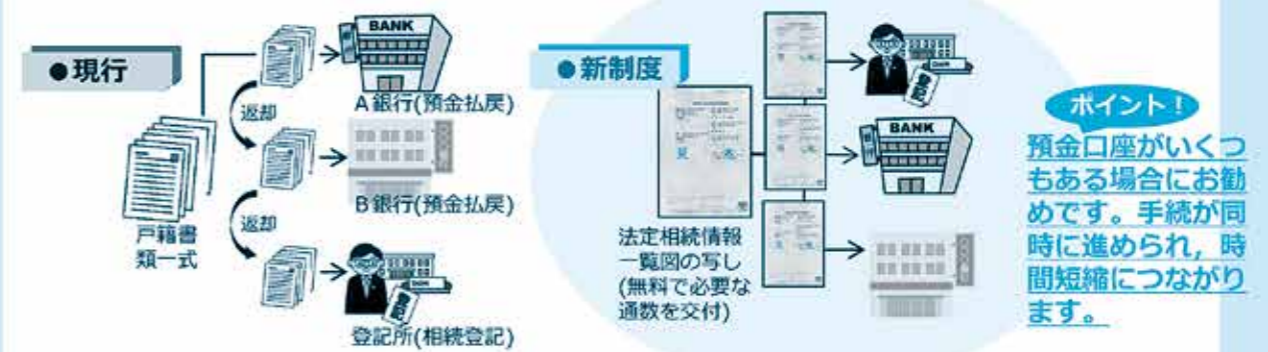 ●現行
BANK
A銀行(預金払戻)
返却
B銀行(預金払戻)
返却
戸籍書
類一式
登記
登記所(相続登記)
●新制度
登記
BANK
法定相続情報
一覧図の写し
(無料で必要な
通数を交付)
ポイント!
預金口座がいくつ
もある場合にお勧
めです。手続が同
時に進められ,時
間短縮につながり
ます。